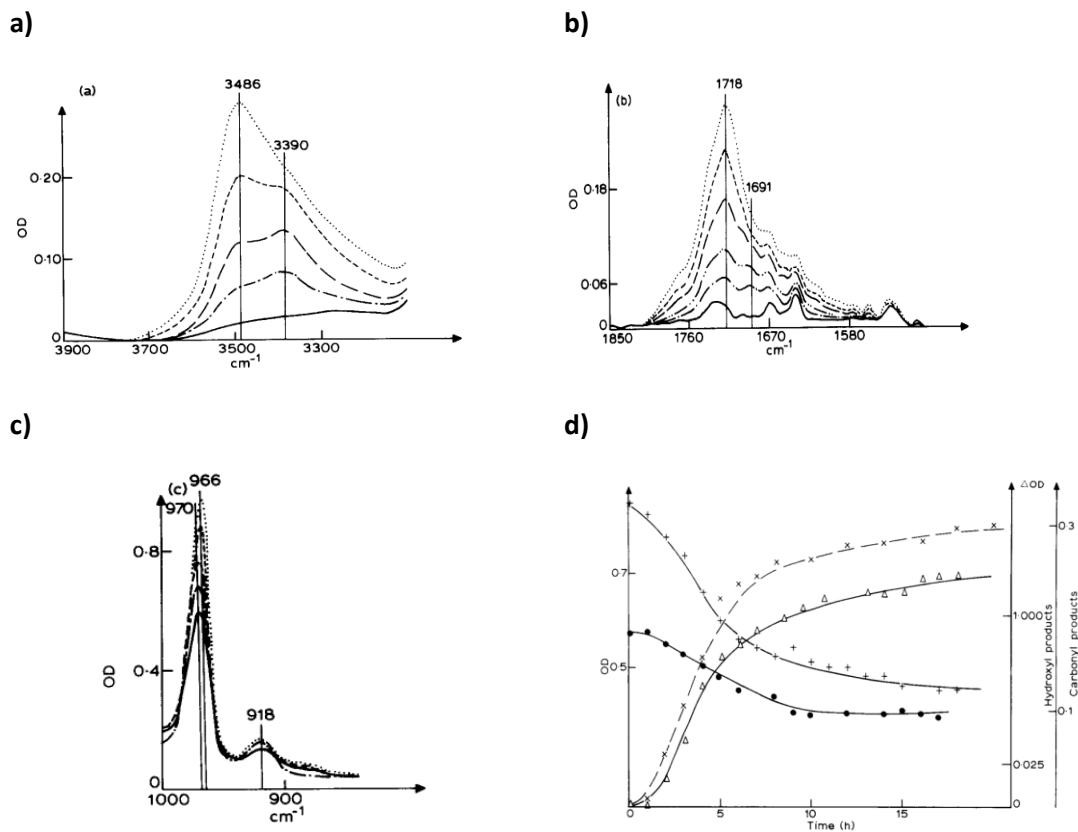 a)
b)
(a)
3486
3390
0·20
0·10
0
OD
3900
3700
3500
3300
cm⁻¹
(b)
1718
1691
0·18
0·06
0
OD
1850
1760
1670
1580
cm⁻¹
c)
d)
(c)
966
970
918
0·8
0·4
0
OD
1000
900
cm⁻¹
△OD
0·7
0·5
OD
0·3
0·1
1·000
0·025
0
Hydroxyl products
Carbonyl products
0
5
10
15
Time (h)